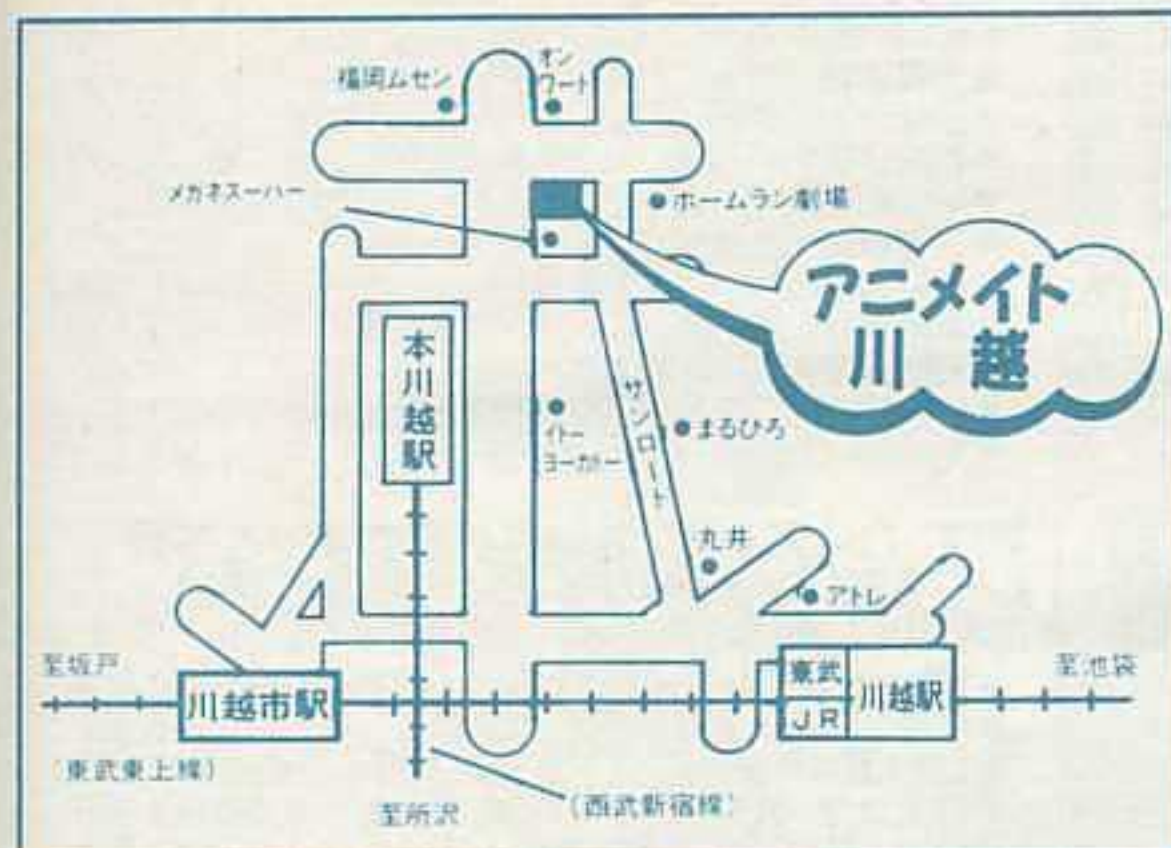 福岡ムセン
オン
ワート
メガネスーパー
ホームラン劇場
アニメイト
川越
本川越駅
イトー
ヨーカドー
サンロード
まるひろ
丸井
アトレ
至坂戸
川越市駅
東武
JR
川越駅
至池袋
(東武東上線)
至所沢
(西武新宿線)